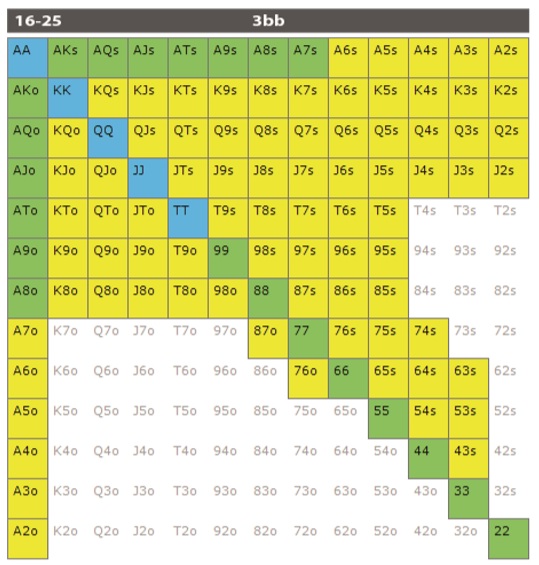 16-25 3bb
AA AKs AQs AJs ATs A9s A8s A7s A6s A5s A4s A3s A2s
AKo KK KQs KJs KTs K9s K8s K7s K6s K5s K4s K3s K2s
AQo KQo QQ QJs QTs Q9s Q8s Q7s Q6s Q5s Q4s Q3s Q2s
AJo KJo QJo JJ JTs J9s J8s J7s J6s J5s J4s J3s J2s
ATo KTo QTo JTo TT T9s T8s T7s T6s T5s T4s T3s T2s
A9o K9o Q9o J9o T9o 99 98s 97s 96s 95s 94s 93s 92s
A8o K8o Q8o J8o T8o 98o 88 87s 86s 85s 84s 83s 82s
A7o K7o Q7o J7o T7o 97o 87o 77 76s 75s 74s 73s 72s
A6o K6o Q6o J6o T6o 96o 86o 76o 66 65s 64s 63s 62s
A5o K5o Q5o J5o T5o 95o 85o 75o 65o 55 54s 53s 52s
A4o K4o Q4o J4o T4o 94o 84o 74o 64o 54o 44 43s 42s
A3o K3o Q3o J3o T3o 93o 83o 73o 63o 53o 43o 33 32s
A2o K2o Q2o J2o T2o 92o 82o 72o 62o 52o 42o 32o 22